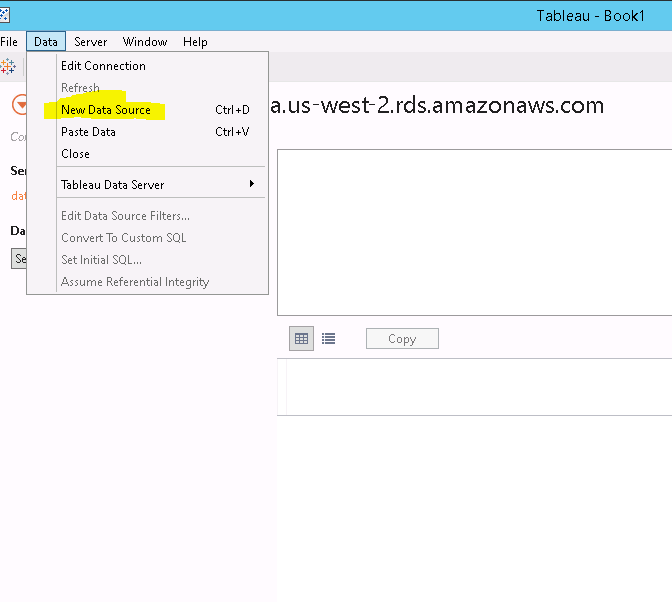 Tableau - Book1
File Data Server Window Help
Edit Connection
Refresh
New Data Source Ctrl+D
a.us-west-2.rds.amazonaws.com
Paste Data Ctrl+V
Close
Tableau Data Server
Edit Data Source Filters...
Convert To Custom SQL
Set Initial SQL...
Assume Referential Integrity
Co
Se
dat
Da
Se
Copy